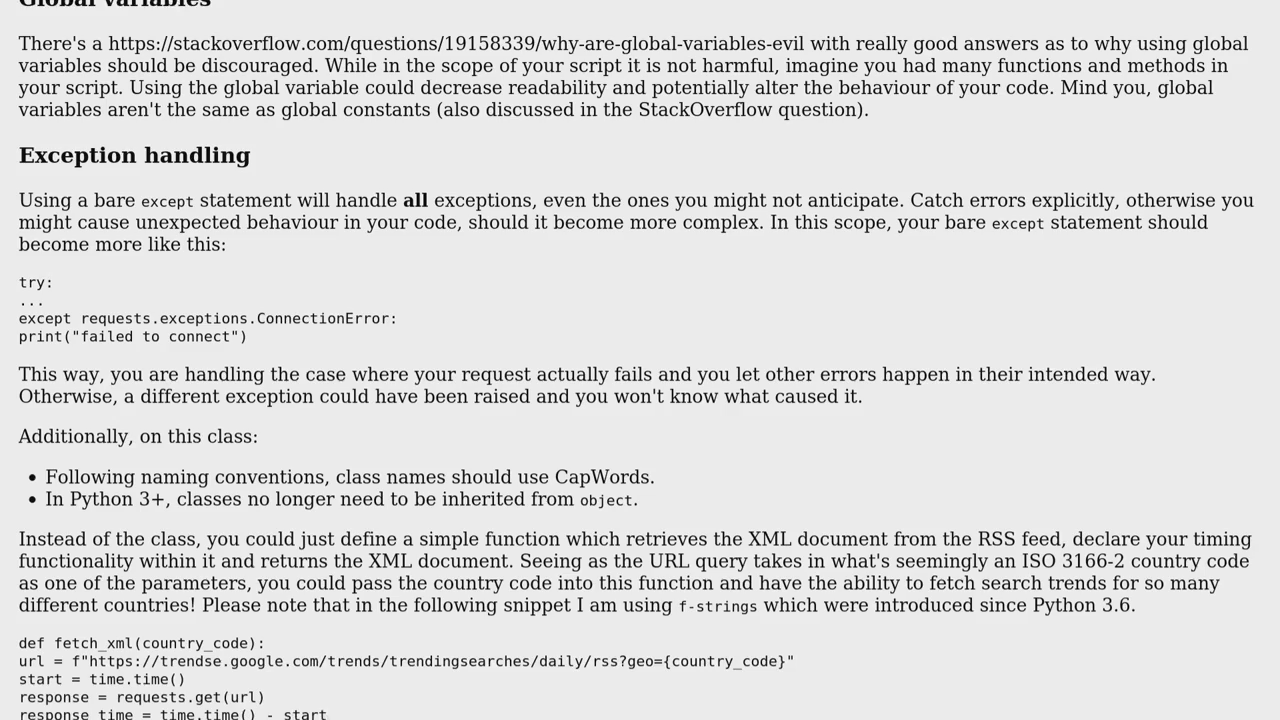 Global variables
There's a https://stackoverflow.com/questions/19158339/why-are-global-variables-evil with really good answers as to why using global
variables should be discouraged. While in the scope of your script it is not harmful, imagine you had many functions and methods in
your script. Using the global variable could decrease readability and potentially alter the behaviour of your code. Mind you, global
variables aren't the same as global constants (also discussed in the StackOverflow question).
Exception handling
Using a bare except statement will handle all exceptions, even the ones you might not anticipate. Catch errors explicitly, otherwise you
might cause unexpected behaviour in your code, should it become more complex. In this scope, your bare except statement should
become more like this:
try:
...
except requests.exceptions.ConnectionError:
print("failed to connect")
This way, you are handling the case where your request actually fails and you let other errors happen in their intended way.
Otherwise, a different exception could have been raised and you won't know what caused it.
Additionally, on this class:
• Following naming conventions, class names should use CapWords.
• In Python 3+, classes no longer need to be inherited from object.
Instead of the class, you could just define a simple function which retrieves the XML document from the RSS feed, declare your timing
functionality within it and returns the XML document. Seeing as the URL query takes in what's seemingly an ISO 3166-2 country code
as one of the parameters, you could pass the country code into this function and have the ability to fetch search trends for so many
different countries! Please note that in the following snippet I am using f-strings which were introduced since Python 3.6.
def fetch_xml(country_code):
url = f"https://trendse.google.com/trends/trendingsearches/daily/rss?geo={country_code}"
start = time.time()
response = requests.get(url)
response_time = time.time() - start